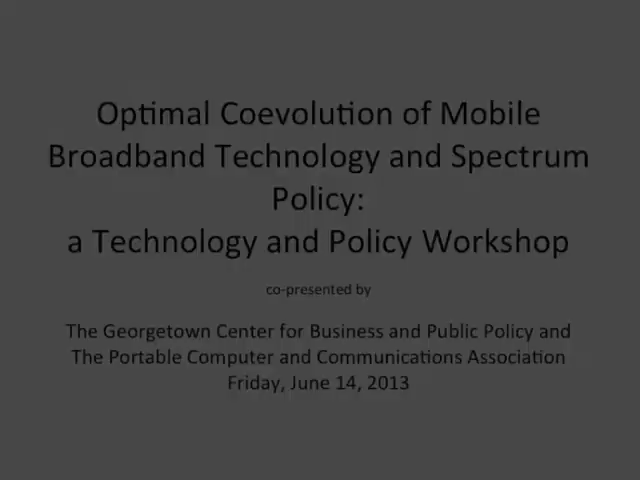 Optimal Coevolution of Mobile
Broadband Technology and Spectrum
Policy:
a Technology and Policy Workshop
co-presented by
The Georgetown Center for Business and Public Policy and
The Portable Computer and Communications Association
Friday, June 14, 2013